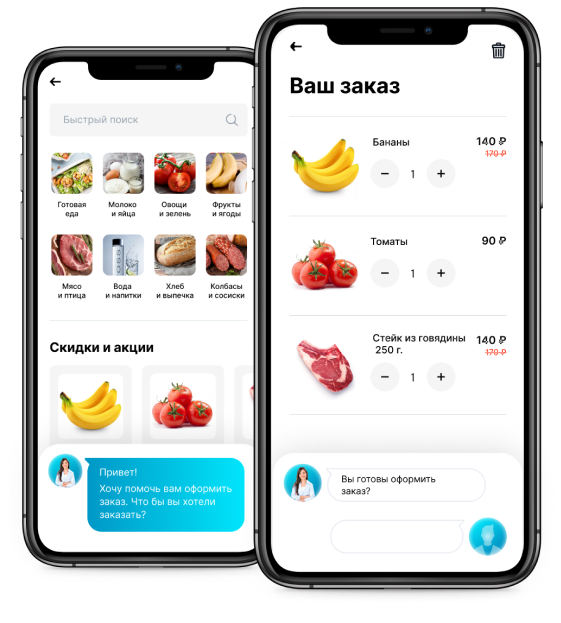 Быстрый поиск
Готовая
еда
Молоко
и яйца
Овощи
и зелень
Фрукты
и ягоды
Мясо
и птица
Вода
и напитки
Хлеб
и выпечка
Колбасы
и сосиски
Скидки и акции
Привет!
Хочу помочь вам оформить
заказ. Что бы вы хотели
заказать?
Ваш заказ
Бананы
140 ₽
170 ₽
− 1 +
Томаты
90 ₽
− 1 +
Стейк из говядины
250 г.
140 ₽
170 ₽
− 1 +
Вы готовы оформить
заказ?